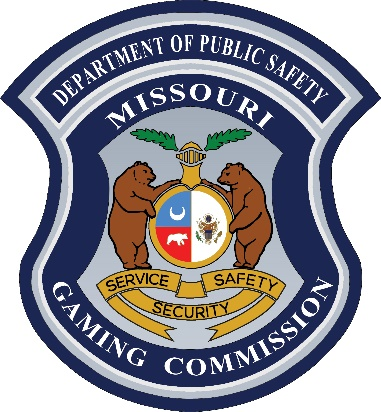 DEPARTMENT OF PUBLIC SAFETY
MISSOURI
SERVICE SAFETY
SECURITY
GAMING COMMISSION